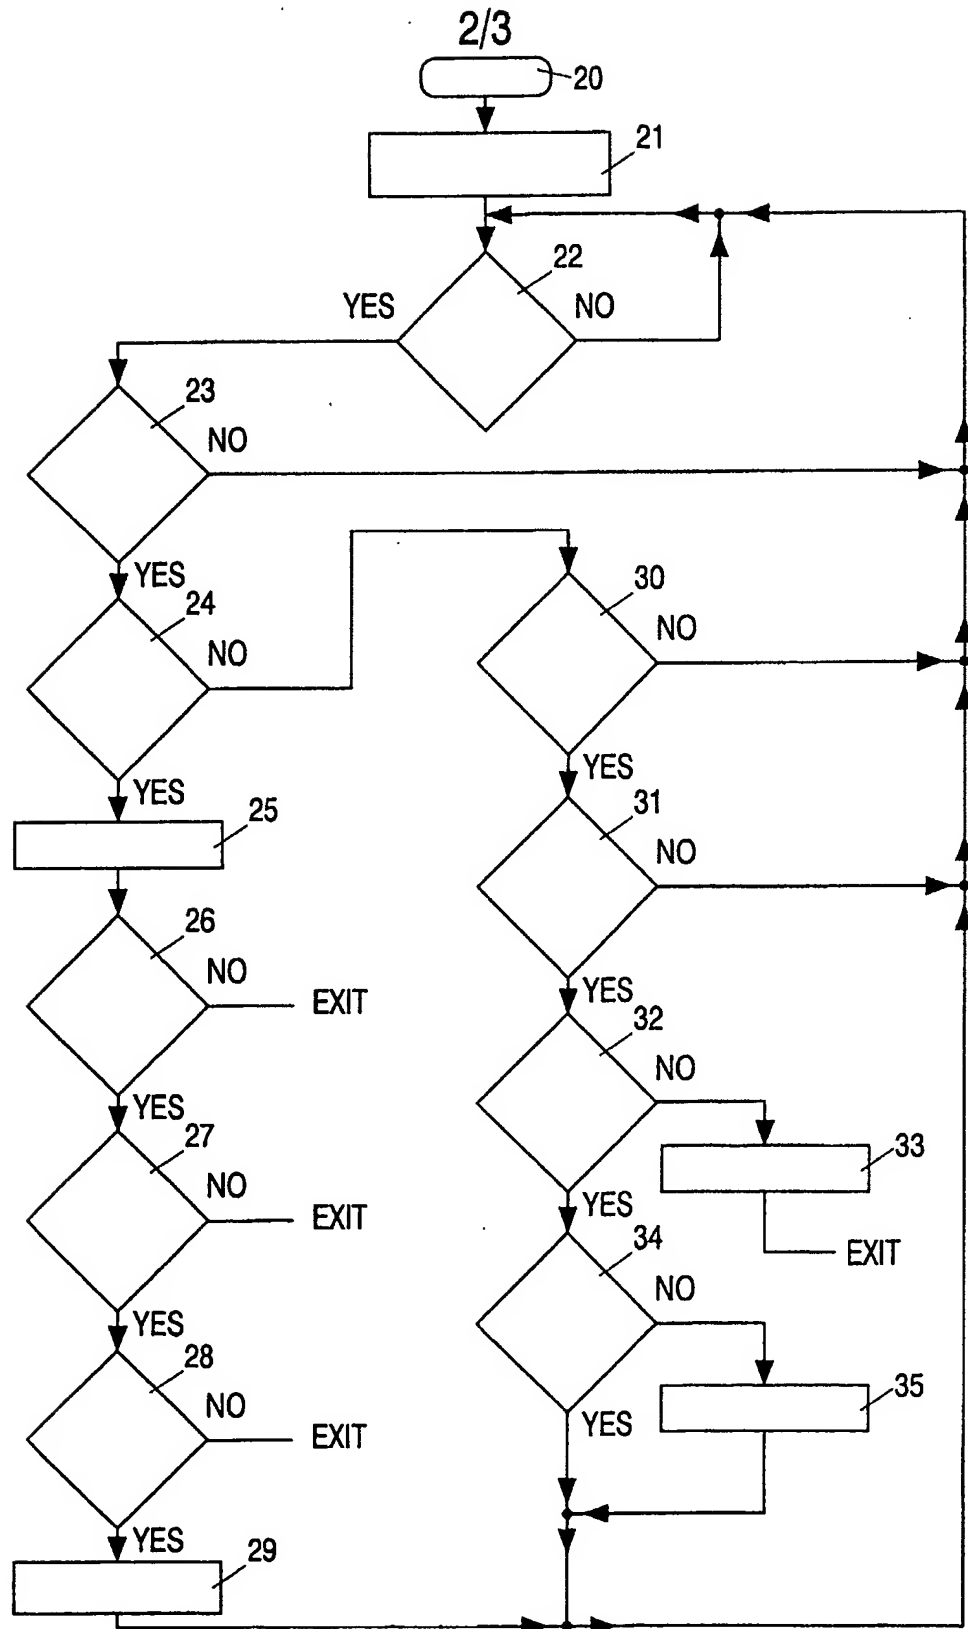 2/3
20
21
22
YES
NO
23
NO
YES
24
NO
30
NO
YES
YES
25
31
NO
26
NO
EXIT
YES
32
NO
YES
27
NO
EXIT
33
YES
EXIT
34
NO
YES
28
NO
EXIT
35
YES
YES
29